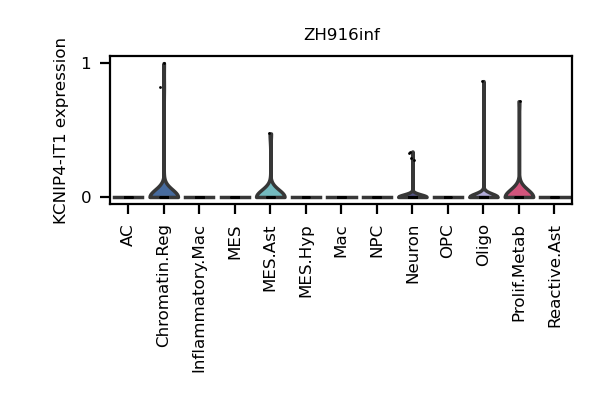 ZH916inf
KCNIP4-IT1 expression
1
0
AC
Chromatin.Reg
Inflammatory.Mac
MES
MES.Ast
MES.Hyp
Mac
NPC
Neuron
OPC
Oligo
Prolif.Metab
Reactive.Ast